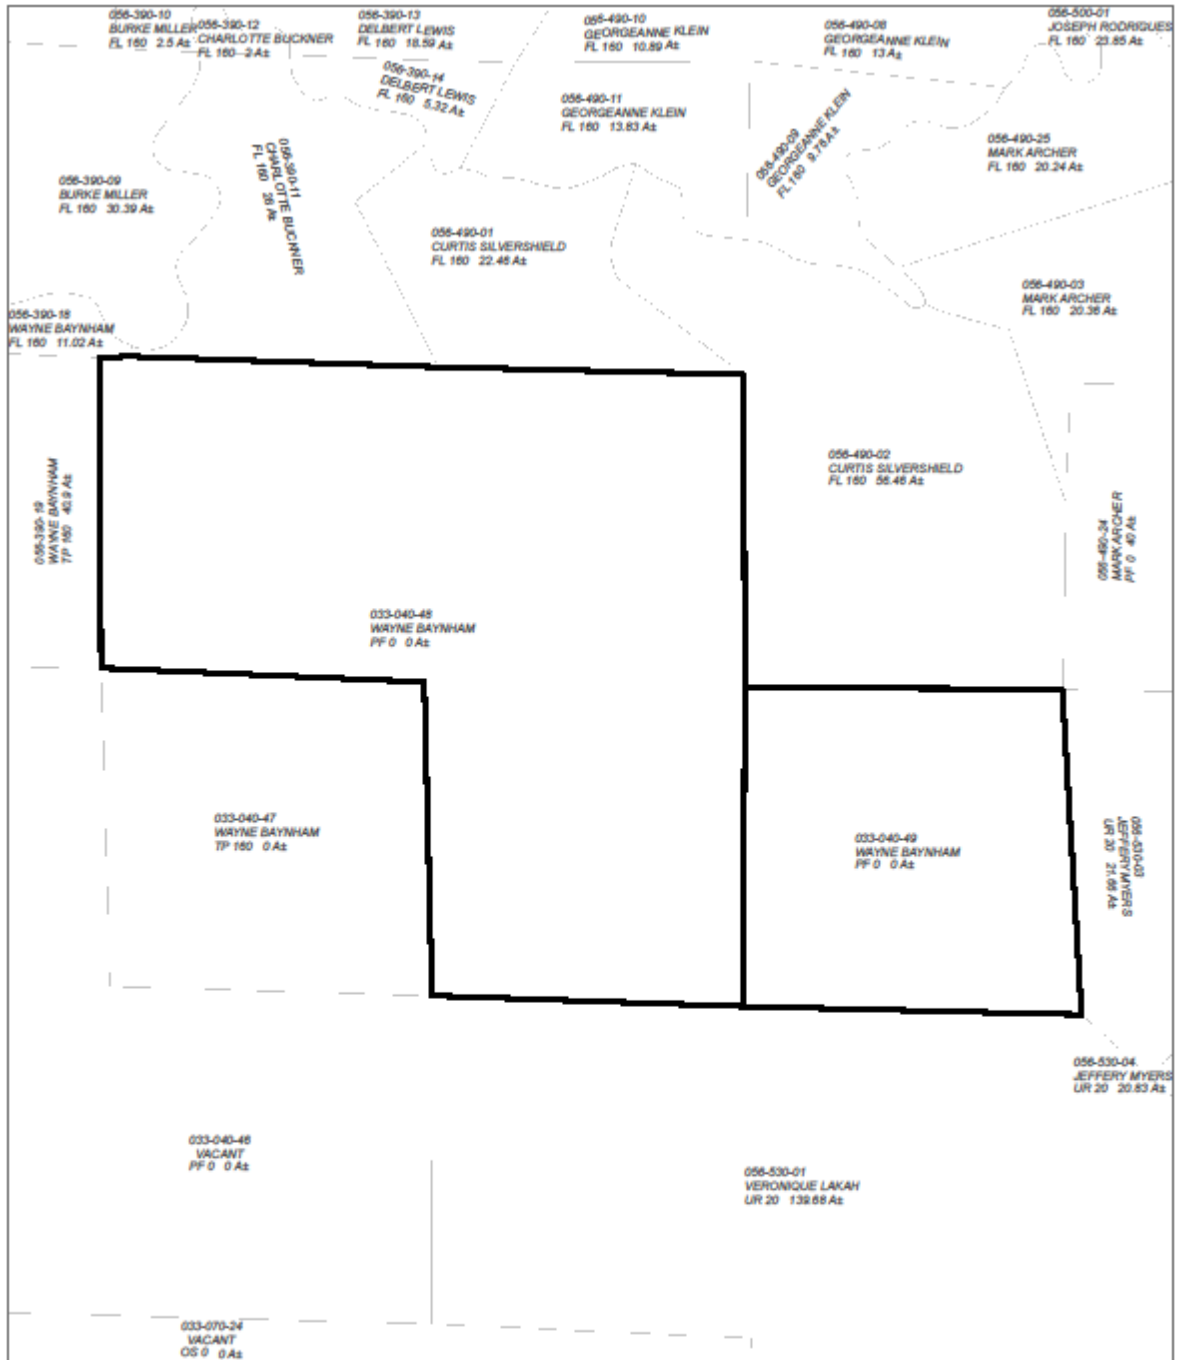 056-390-10
BURKE MILLER
FL 160 2.5 A±
056-390-12
CHARLOTTE BUCKNER
FL 160 2 A±
056-390-13
DELBERT LEWIS
FL 160 18.59 A±
056-490-10
GEORGEANNE KLEIN
FL 160 10.89 A±
056-490-08
GEORGEANNE KLEIN
FL 160 13 A±
056-500-01
JOSEPH RODRIGUES
FL 160 23.85 A±
056-390-14
DELBERT LEWIS
FL 160 5.32 A±
056-490-11
GEORGEANNE KLEIN
FL 160 13.83 A±
056-490-09
GEORGEANNE KLEIN
FL 160 9.78 A±
056-490-25
MARK ARCHER
FL 160 20.24 A±
056-390-09
BURKE MILLER
FL 160 30.39 A±
056-390-11
CHARLOTTE BUCKNER
FL 160 26 A±
056-490-01
CURTIS SILVERSHIELD
FL 160 22.46 A±
056-490-03
MARK ARCHER
FL 160 20.36 A±
056-390-18
WAYNE BAYNHAM
FL 160 11.02 A±
056-390-19
WAYNE BAYNHAM
TP 160 40.9 A±
056-490-02
CURTIS SILVERSHIELD
FL 160 56.46 A±
056-490-24
MARK ARCHER
PF 0 40 A±
033-040-48
WAYNE BAYNHAM
PF 0 0 A±
033-040-47
WAYNE BAYNHAM
TP 160 0 A±
033-040-49
WAYNE BAYNHAM
PF 0 0 A±
056-530-03
JEFFERY MYERS
UR 20 21.66 A±
056-530-04
JEFFERY MYERS
UR 20 20.83 A±
033-040-46
VACANT
PF 0 0 A±
056-530-01
VERONIQUE LAKAH
UR 20 139.68 A±
033-070-24
VACANT
OS 0 0 A±